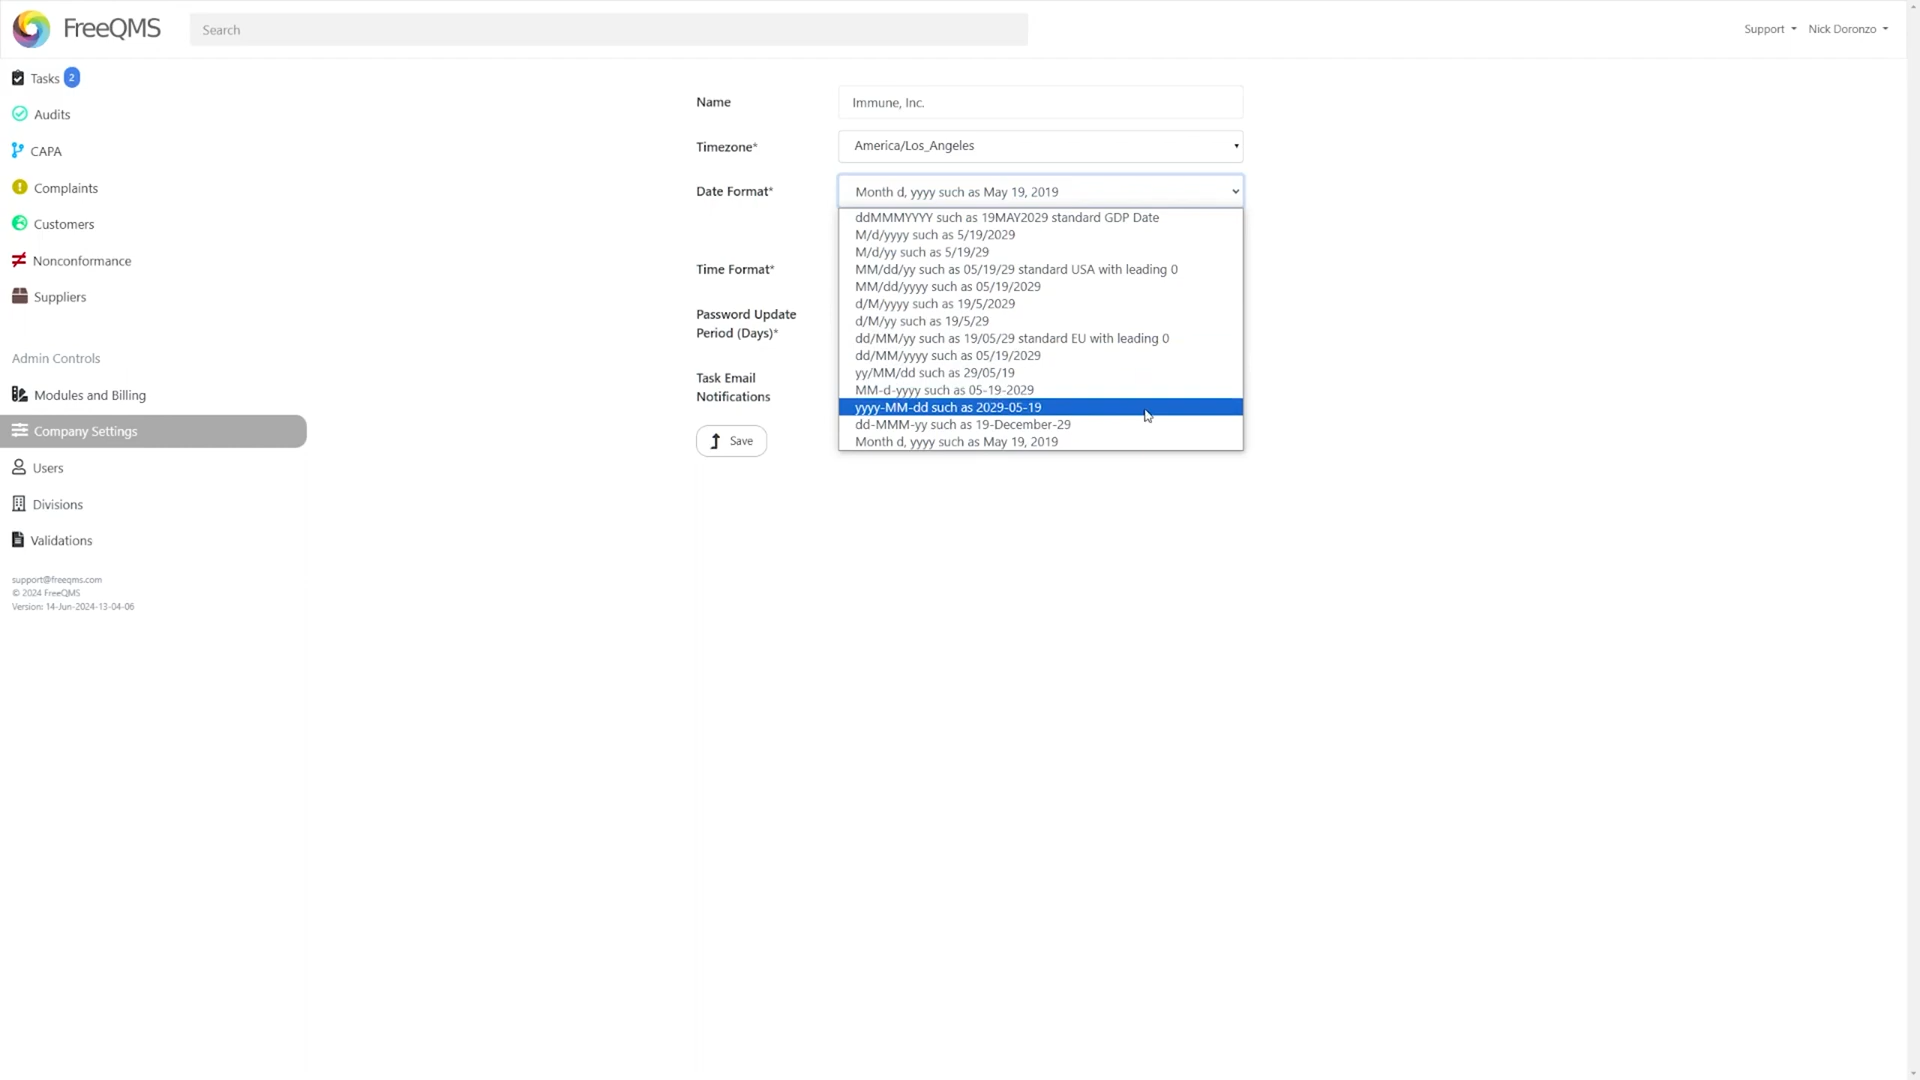 FreeQMS
Search
Support
Nick Doronzo
Tasks 2
Audits
CAPA
Complaints
Customers
Nonconformance
Suppliers
Admin Controls
Modules and Billing
Company Settings
Users
Divisions
Validations
support@freeqms.com
© 2024 FreeQMS
Version: 14-Jun-2024-13-04-06
Name
Immune, Inc.
Timezone*
America/Los_Angeles
Date Format*
Month d, yyyy such as May 19, 2019
ddMMMYYYY such as 19MAY2029 standard GDP Date
M/d/yyyy such as 5/19/2029
M/d/yy such as 5/19/29
MM/dd/yy such as 05/19/29 standard USA with leading 0
MM/dd/yyyy such as 05/19/2029
d/M/yyyy such as 19/5/2029
d/M/yy such as 19/5/29
dd/MM/yy such as 19/05/29 standard EU with leading 0
dd/MM/yyyy such as 05/19/2029
yy/MM/dd such as 29/05/19
MM-d-yyyy such as 05-19-2029
yyyy-MM-dd such as 2029-05-19
dd-MMM-yy such as 19-December-29
Month d, yyyy such as May 19, 2019
Time Format*
Password Update
Period (Days)*
Task Email
Notifications
Save